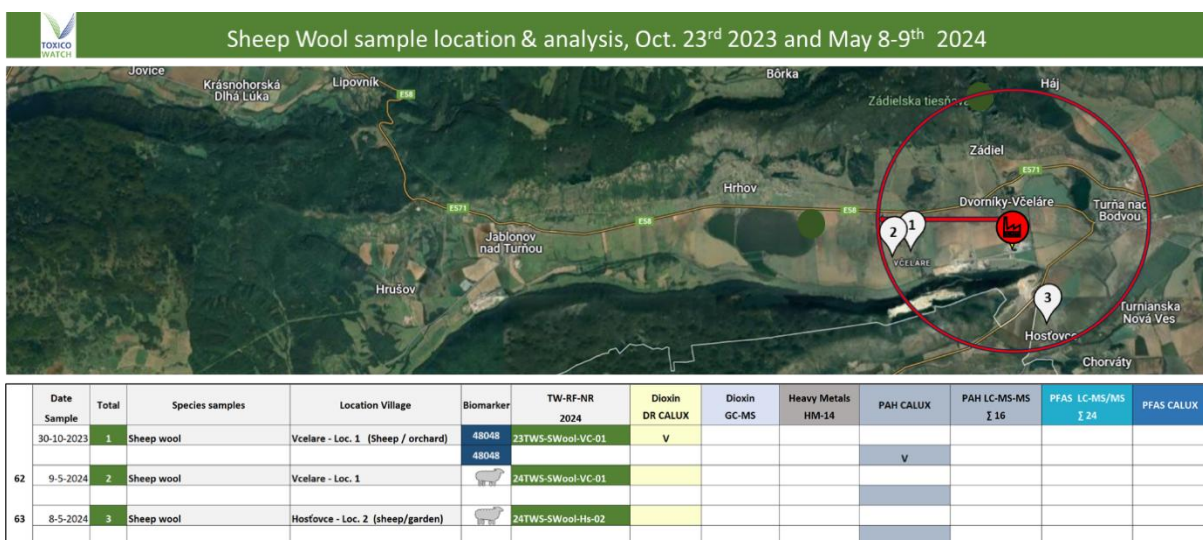 TOXICO
WATCH
Sheep Wool sample location & analysis, Oct. 23rd 2023 and May 8-9th 2024
Jovice
Krásnohorská
Dlhá Lúka
Lipovník
E58
Bôrka
Zádielska tiesňava
Háj
Zádiel
E571
Hrhov
Dvorníky-Včeláre
Turňa nad
Bodvou
E571
E58
E58
Jablonov
nad Turňou
2
1
VČELÁRE
Hrušov
3
Turnianska
Nová Ves
Hosťovce
Chorváty
Date
Sample
Total
Species samples
Location Village
Biomarker
TW-RF-NR
2024
Dioxin
DR CALUX
Dioxin
GC-MS
Heavy Metals
HM-14
PAH CALUX
PAH LC-MS-MS
Σ 16
PFAS LC-MS/MS
Σ 24
PFAS CALUX
30-10-2023 1 Sheep wool Vcelare - Loc. 1 (Sheep / orchard) 48048 23TWS-SWool-VC-01 V
48048 V
62 9-5-2024 2 Sheep wool Vcelare - Loc. 1 24TWS-SWool-VC-01
63 8-5-2024 3 Sheep wool Hosťovce - Loc. 2 (sheep/garden) 24TWS-SWool-Hs-02